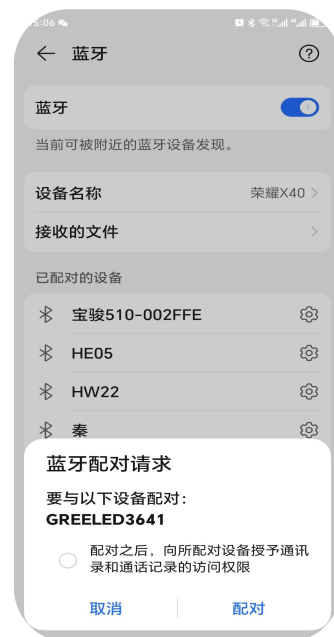 5:06
蓝牙
蓝牙
当前可被附近的蓝牙设备发现。
设备名称 荣耀X40
接收的文件
已配对的设备
宝骏510-002FFE
HE05
HW22
秦
蓝牙配对请求
要与以下设备配对：
GREELED3641
配对之后，向所配对设备授予通讯
录和通话记录的访问权限
取消 配对